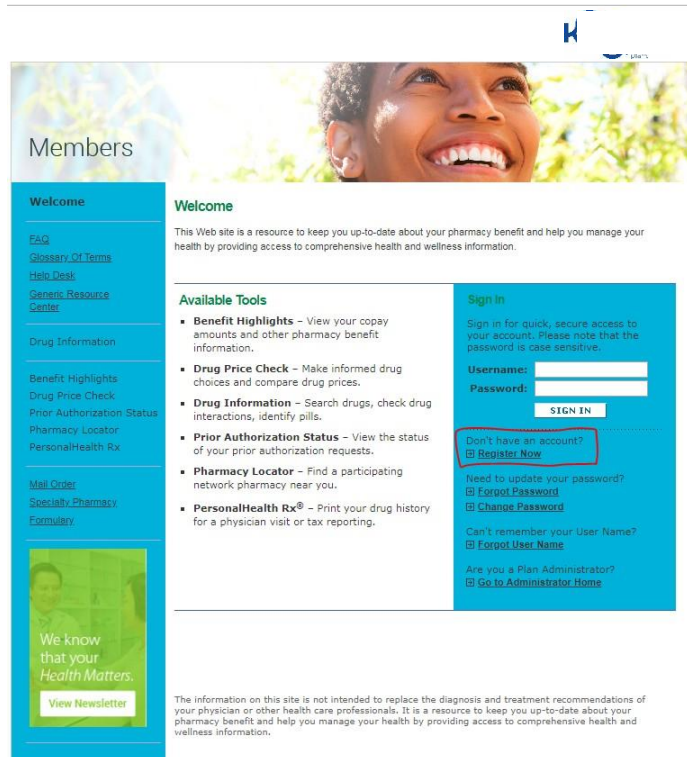 Members
Welcome
FAQ
Glossary Of Terms
Help Desk
Generic Resource
Center
Drug Information
Benefit Highlights
Drug Price Check
Prior Authorization Status
Pharmacy Locator
PersonalHealth Rx
Mail Order
Specialty Pharmacy
Formulary
We know
that your
Health Matters.
View Newsletter
Welcome
This Web site is a resource to keep you up-to-date about your pharmacy benefit and help you manage your
health by providing access to comprehensive health and wellness information.
Available Tools
▪ Benefit Highlights – View your copay
amounts and other pharmacy benefit
information.
▪ Drug Price Check – Make informed drug
choices and compare drug prices.
▪ Drug Information – Search drugs, check drug
interactions, identify pills.
▪ Prior Authorization Status – View the status
of your prior authorization requests.
▪ Pharmacy Locator – Find a participating
network pharmacy near you.
▪ PersonalHealth Rx® – Print your drug history
for a physician visit or tax reporting.
Sign In
Sign in for quick, secure access to
your account. Please note that the
password is case sensitive.
Username:
Password:
SIGN IN
Don't have an account?
Register Now
Need to update your password?
Forgot Password
Change Password
Can't remember your User Name?
Forgot User Name
Are you a Plan Administrator?
Go to Administrator Home
The information on this site is not intended to replace the diagnosis and treatment recommendations of
your physician or other health care professionals. It is a resource to keep you up-to-date about your
pharmacy benefit and help you manage your health by providing access to comprehensive health and
wellness information.